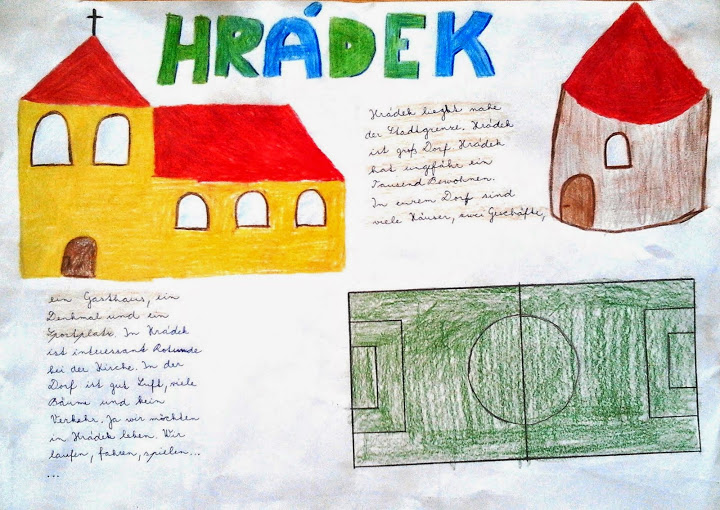 HRÁDEK
Hrádek lieght nahe
der Stadtgrenze. Hrádek
ist groß Dorf. Hrádek
hat ungefähr ein
Tausend Bewohnen.
In eurem Dorf sind
viele Häuser, zwei Geschäfte,
ein Gasthaus, ein
Denkmal und ein
Sportplatz. In Hrádek
ist interessant Rotunde
bei der Kirche. In der
Dorf ist gut Luft, viele
Bäume und kein
Verkehr. Ja wir möchten
in Hrádek leben. Wir
laufen, fahren, spielen...
...